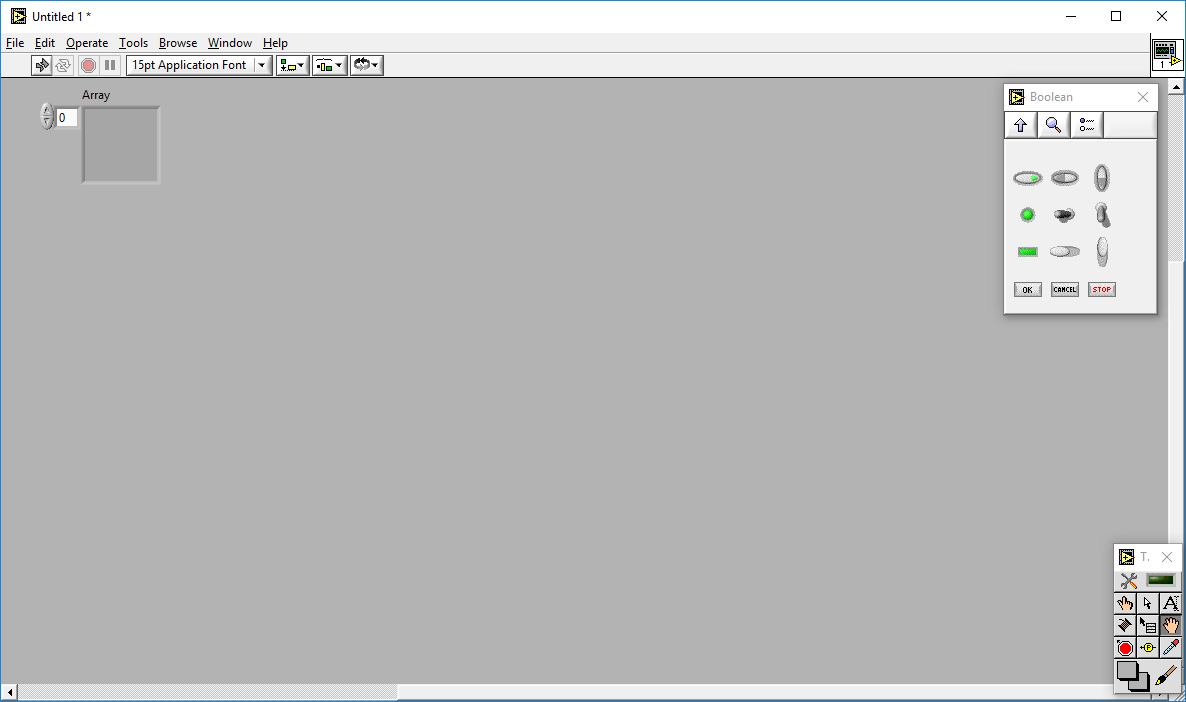 Untitled 1 *
File Edit Operate Tools Browse Window Help
15pt Application Font
1
Array
0
Boolean
OK CANCEL STOP
T.
A
P